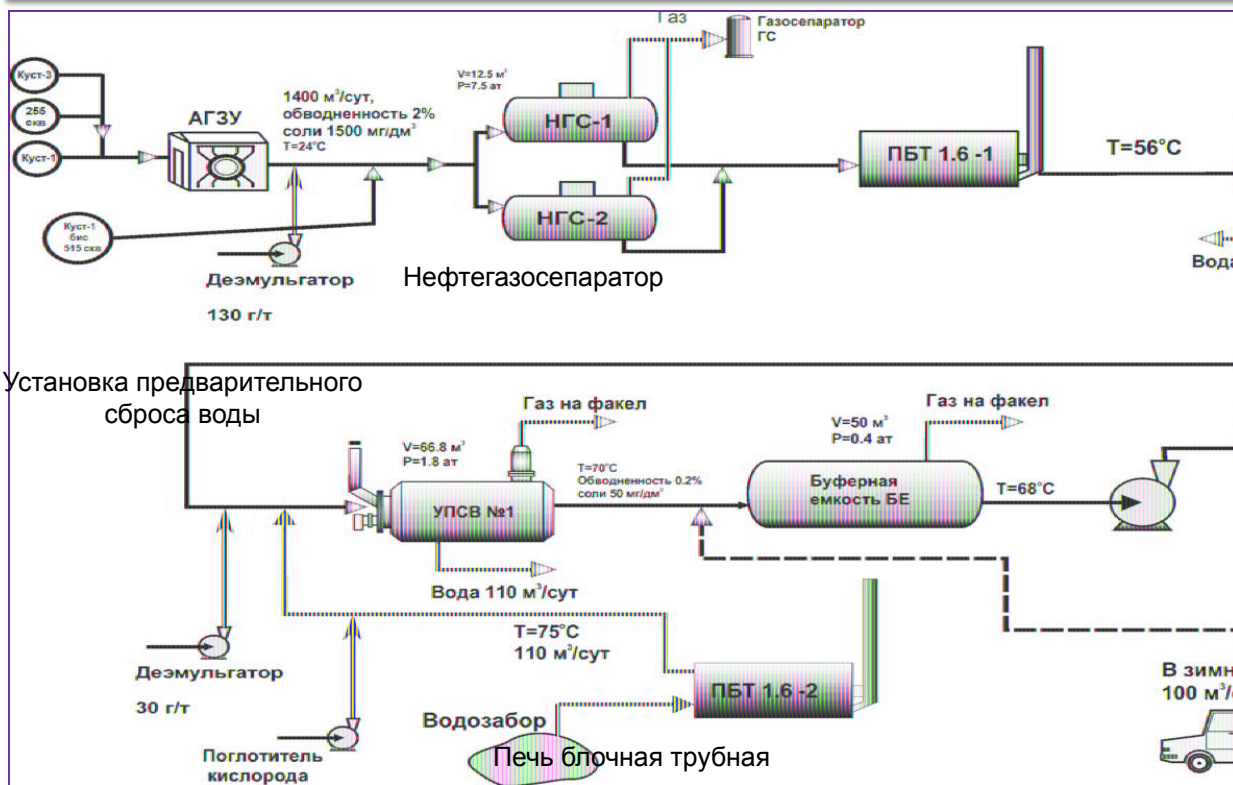 Газ
Газосепаратор
ГС
Куст-3
255
скв
Куст-1
АГЗУ
1400 м³/сут,
обводненность 2%
соли 1500 мг/дм³
T=24°C
V=12.5 м³
P=7.5 ат
НГС-1
НГС-2
ПБТ 1.6 -1
T=56°C
Вода
Куст-1
бис
515 скв
Деэмульгатор
130 г/т
Нефтегазосепаратор
Установка предварительного
сброса воды
Газ на факел
V=66.8 м³
P=1.8 ат
УПСВ №1
T=70°C
Обводненность 0.2%
соли 50 мг/дм³
Газ на факел
V=50 м³
P=0.4 ат
Буферная
емкость БЕ
T=68°C
Вода 110 м³/сут
T=75°C
110 м³/сут
Деэмульгатор
30 г/т
Поглотитель
кислорода
Водозабор
ПБТ 1.6 -2
Печь блочная трубная
В зимн
100 м³/